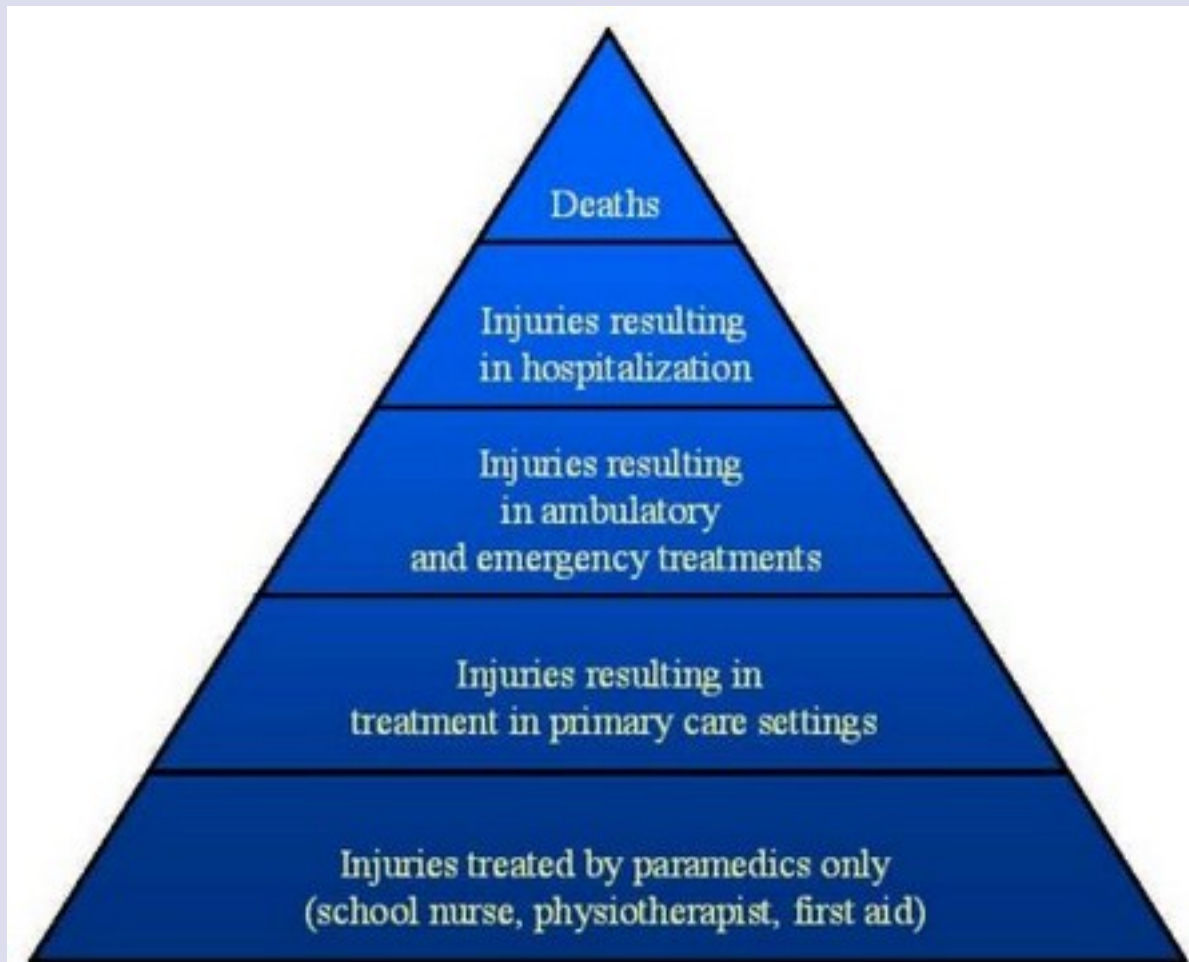 Deaths
Injuries resulting
in hospitalization
Injuries resulting
in ambulatory
and emergency treatments
Injuries resulting in
treatment in primary care settings
Injuries treated by paramedics only
(school nurse, physiotherapist, first aid)